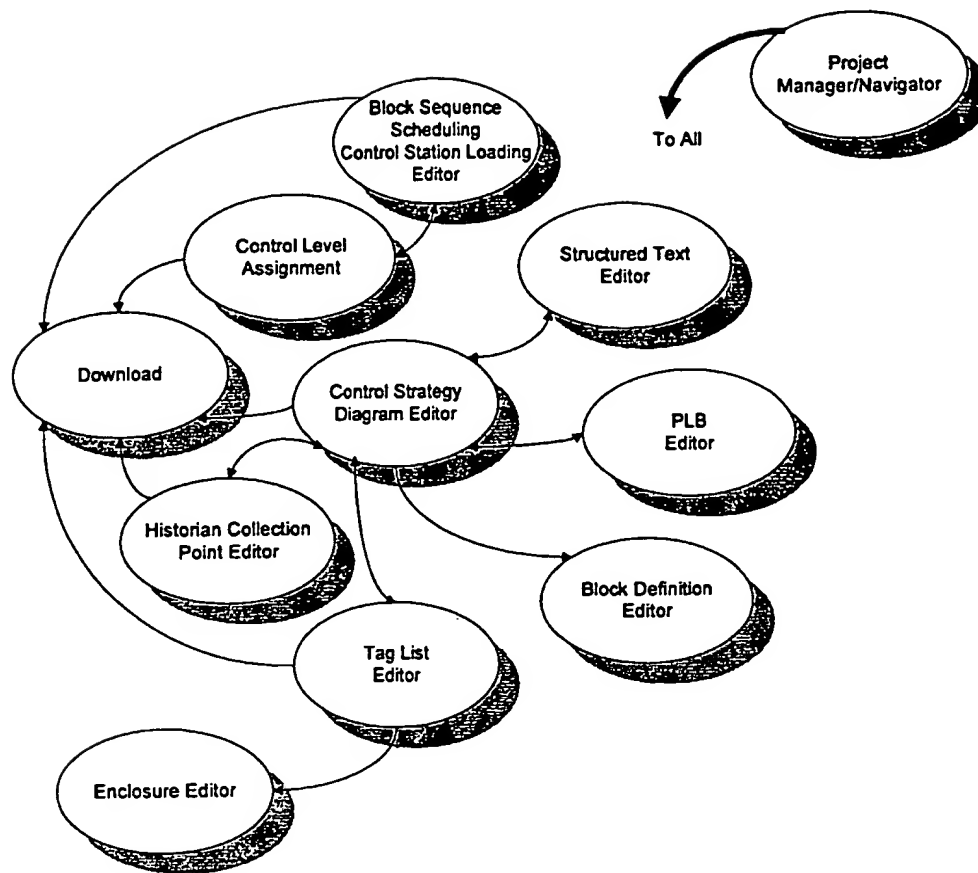 Project
Manager/Navigator
To All
Block Sequence
Scheduling
Control Station Loading
Editor
Control Level
Assignment
Structured Text
Editor
Download
Control Strategy
Diagram Editor
PLB
Editor
Historian Collection
Point Editor
Block Definition
Editor
Tag List
Editor
Enclosure Editor